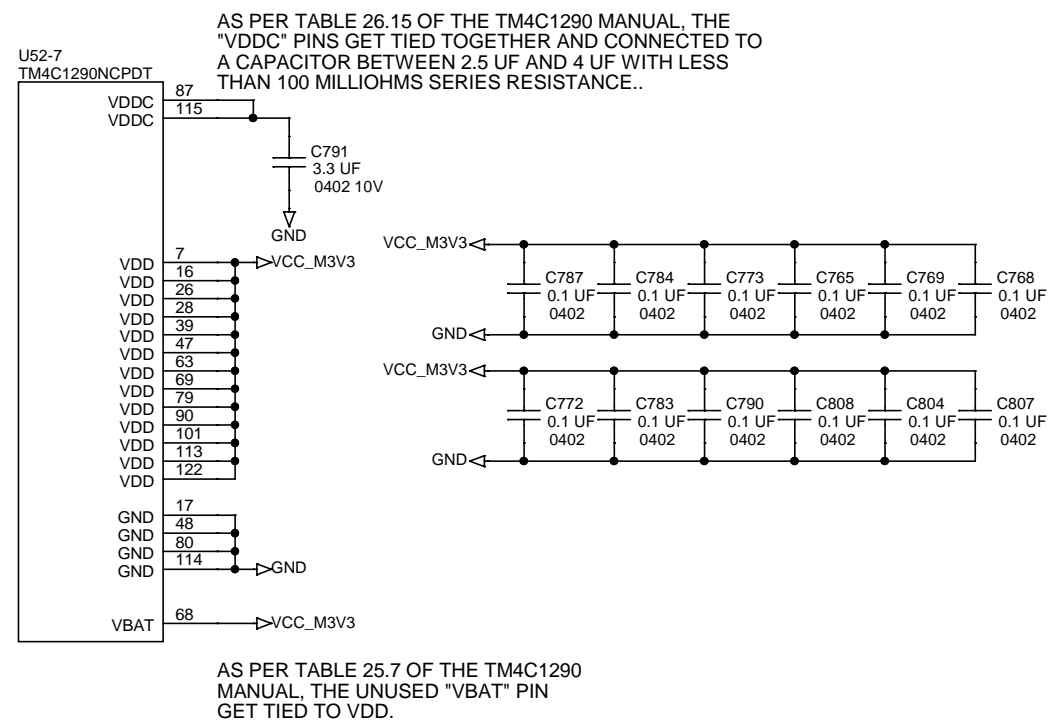 AS PER TABLE 26.15 OF THE TM4C1290 MANUAL, THE
"VDDC" PINS GET TIED TOGETHER AND CONNECTED TO
A CAPACITOR BETWEEN 2.5 UF AND 4 UF WITH LESS
THAN 100 MILLIOHMS SERIES RESISTANCE..
U52-7
TM4C1290NCPDT
VDDC 87
VDDC 115
C791
3.3 UF
0402 10V
GND
VDD 7 VCC_M3V3
VDD 16
VDD 26
VDD 28
VDD 39
VDD 47
VDD 63
VDD 69
VDD 79
VDD 90
VDD 101
VDD 113
VDD 122
GND 17
GND 48
GND 80
GND 114 GND
VBAT 68 VCC_M3V3
VCC_M3V3
C787 C784 C773 C765 C769 C768
0.1 UF 0.1 UF 0.1 UF 0.1 UF 0.1 UF 0.1 UF
0402 0402 0402 0402 0402 0402
GND
VCC_M3V3
C772 C783 C790 C808 C804 C807
0.1 UF 0.1 UF 0.1 UF 0.1 UF 0.1 UF 0.1 UF
0402 0402 0402 0402 0402 0402
GND
AS PER TABLE 25.7 OF THE TM4C1290
MANUAL, THE UNUSED "VBAT" PIN
GET TIED TO VDD.